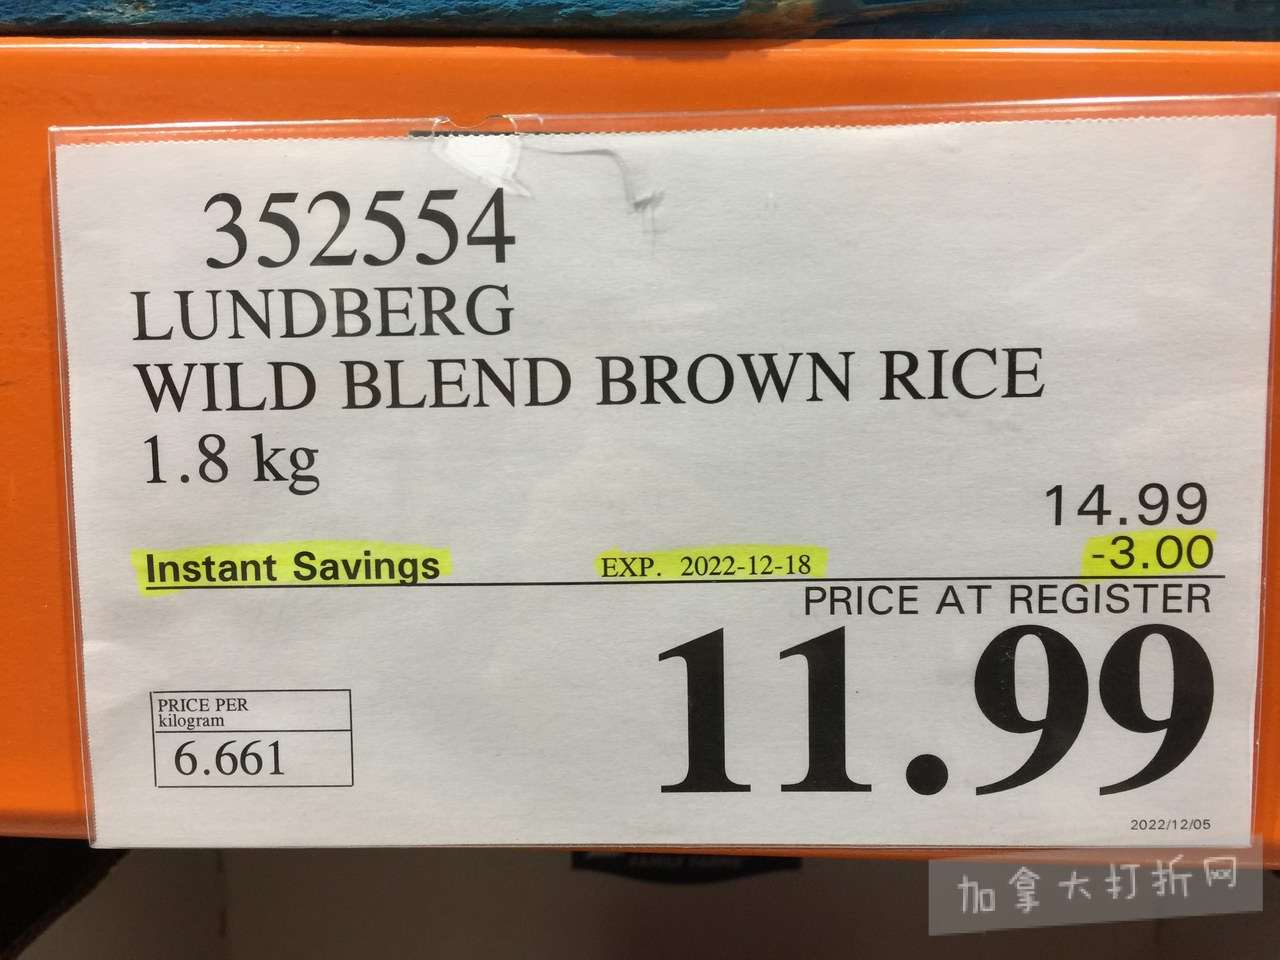 352554
LUNDBERG
WILD BLEND BROWN RICE
1.8 kg
14.99
Instant Savings EXP. 2022-12-18 -3.00
PRICE AT REGISTER
11.99
PRICE PER
kilogram
6.661
2022/12/05
加拿大打折网